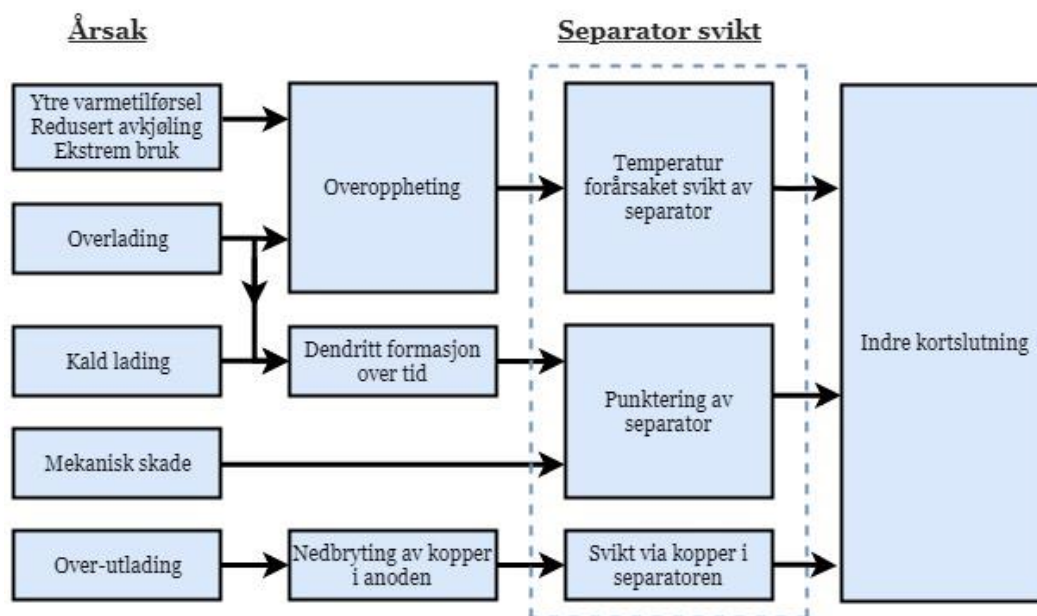 Årsak
Separator svikt
Ytre varmetilførsel
Redusert avkjøling
Ekstrem bruk
Overoppheting
Temperatur
forårsaket svikt av
separator
Overlading
Kald lading
Dendritt formasjon
over tid
Punktering av
separator
Indre kortslutning
Mekanisk skade
Over-utlading
Nedbryting av kopper
i anoden
Svikt via kopper i
separatoren